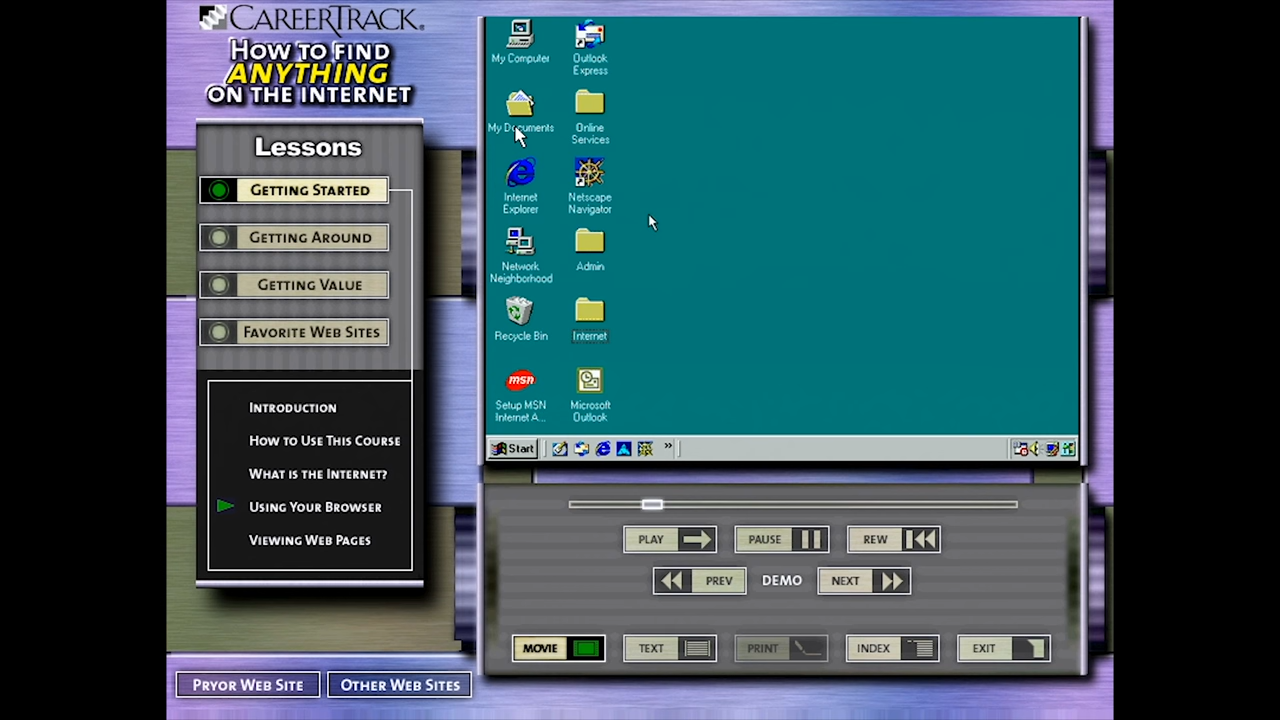 CAREERTRACK®
HOW TO FIND
ANYTHING
ON THE INTERNET
Lessons
GETTING STARTED
GETTING AROUND
GETTING VALUE
FAVORITE WEB SITES
INTRODUCTION
HOW TO USE THIS COURSE
WHAT IS THE INTERNET?
USING YOUR BROWSER
VIEWING WEB PAGES
PRYOR WEB SITE
OTHER WEB SITES
My Computer
Outlook
Express
My Documents
Online
Services
Internet
Explorer
Netscape
Navigator
Network
Neighborhood
Admin
Recycle Bin
Internet
msn
Setup MSN
Internet A...
Microsoft
Outlook
Start
»
PLAY
PAUSE
REW
PREV
DEMO
NEXT
MOVIE
TEXT
PRINT
INDEX
EXIT